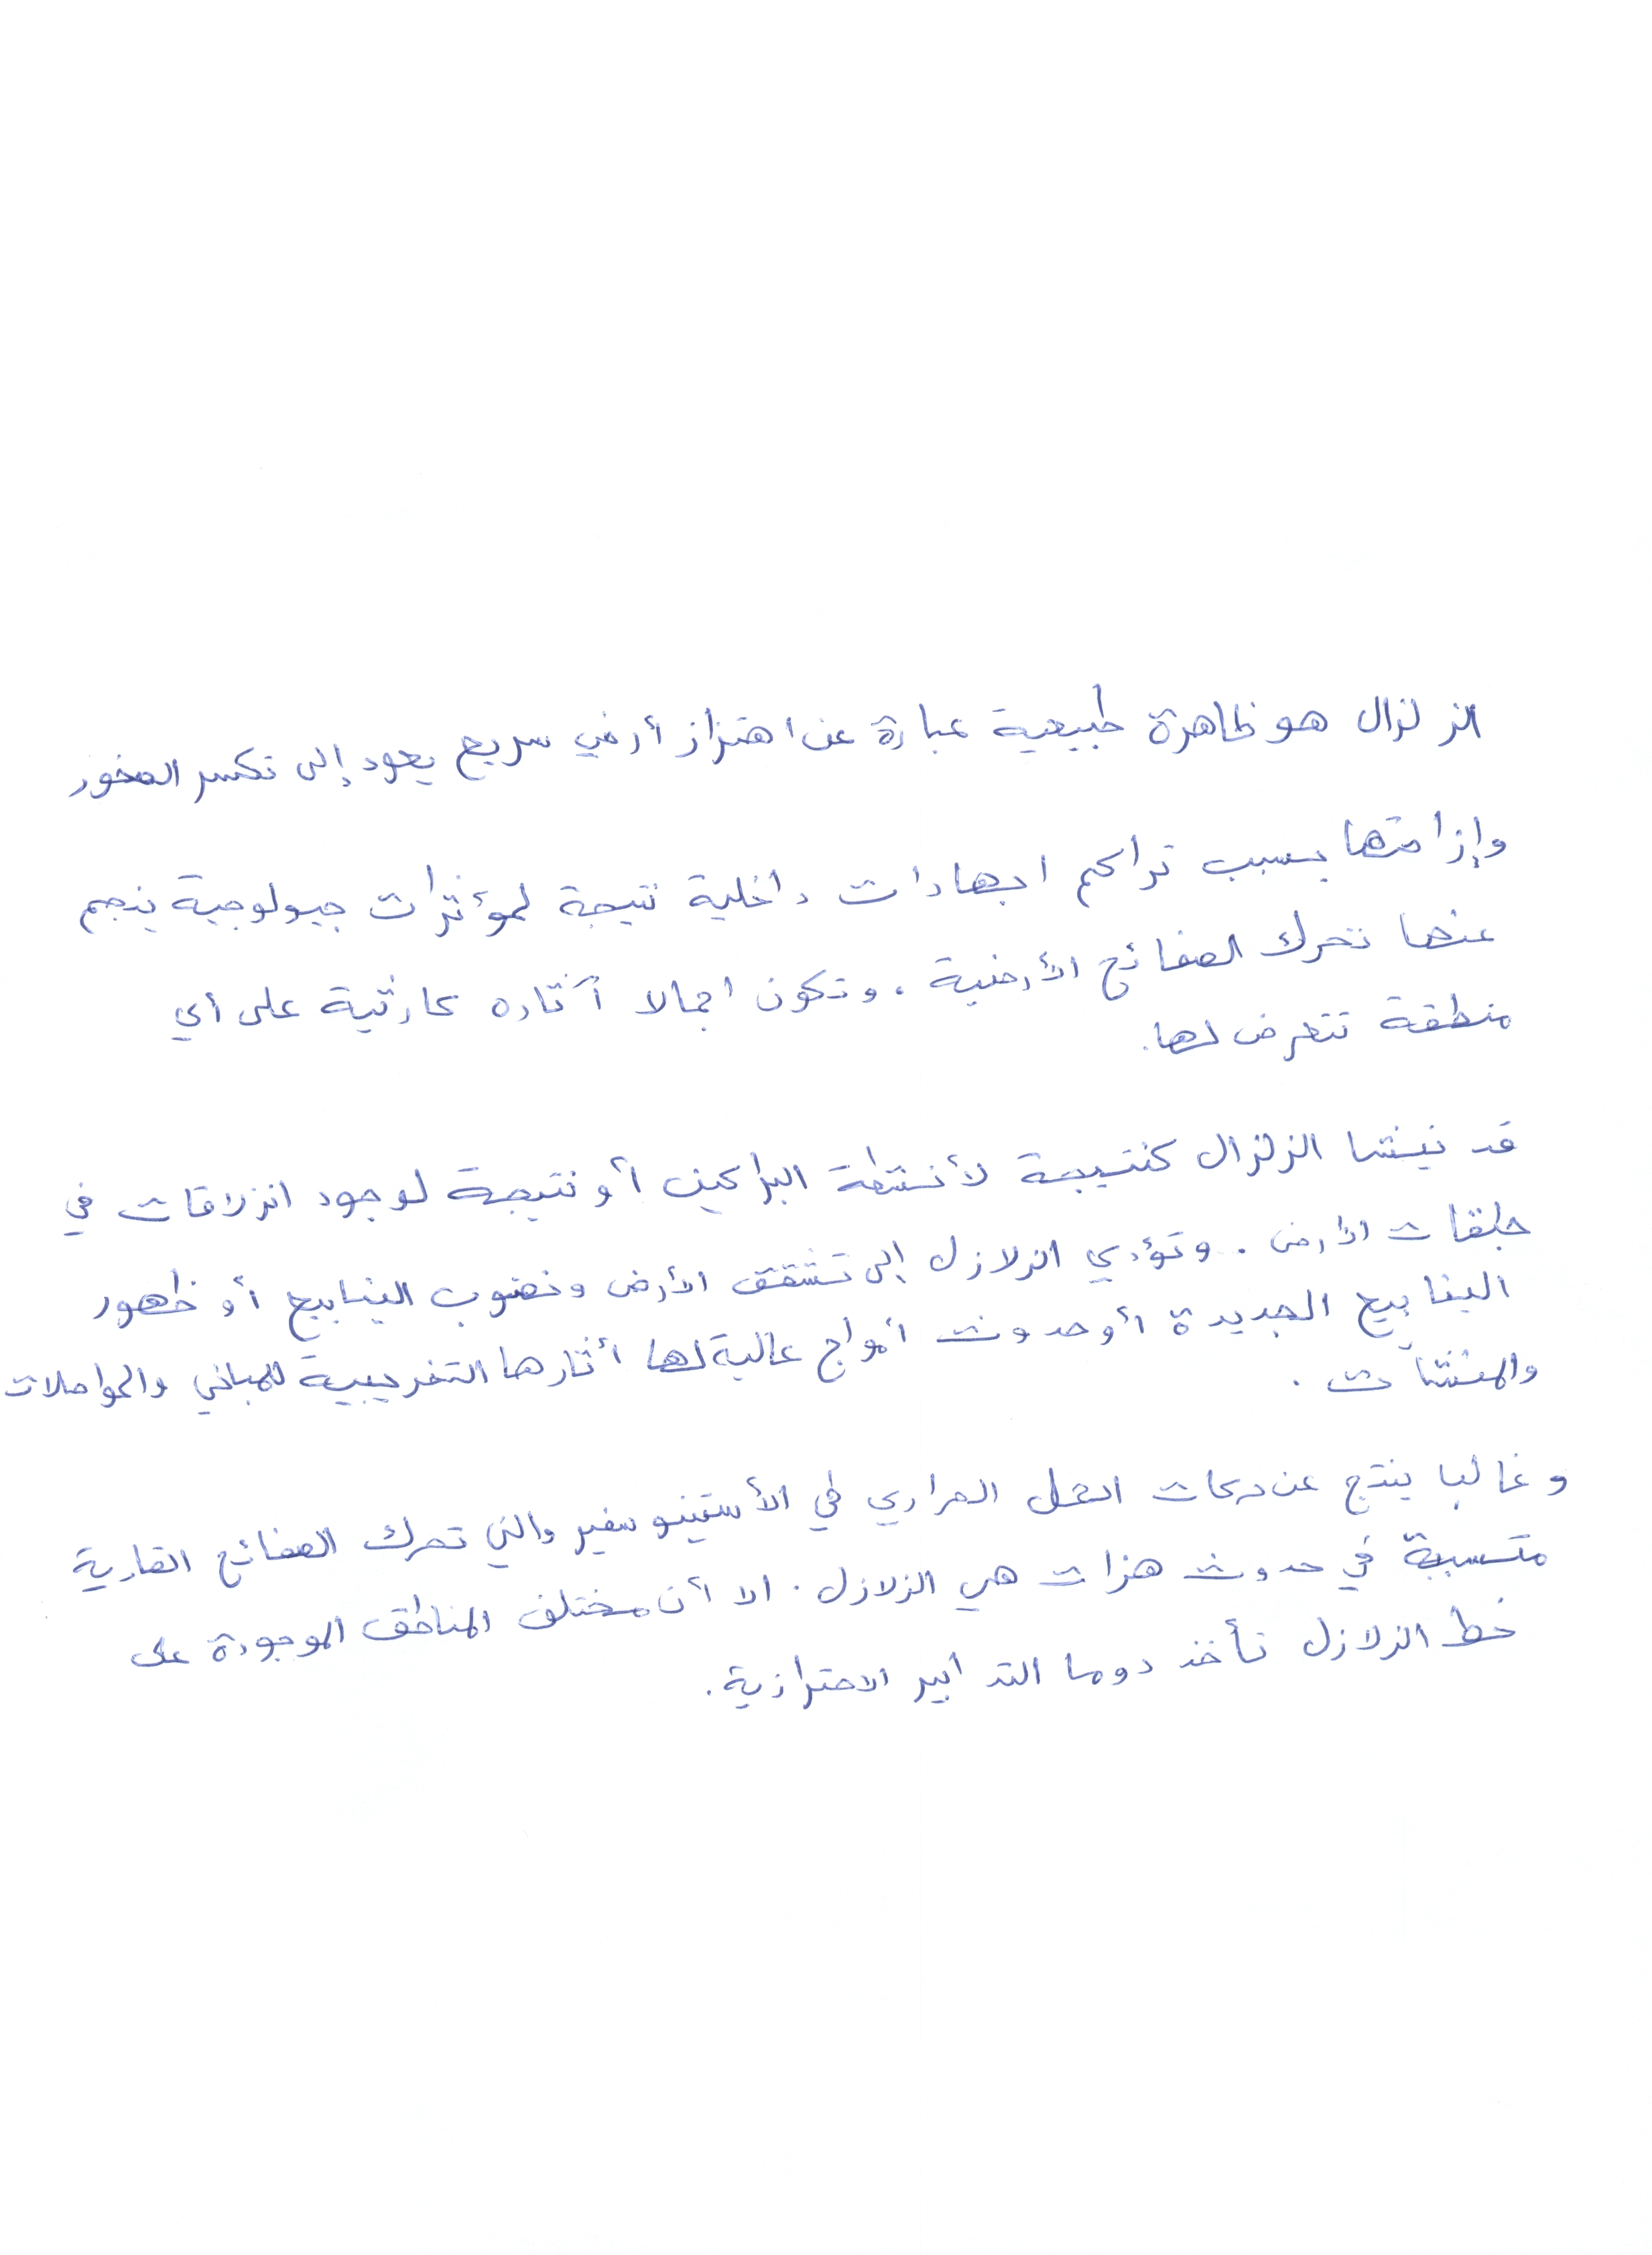 الزلزال هو ظاهرة طبيعية عبارة عن اهتزاز أرضي سريع يعود إلى تكسر الصخور
وإزاحتها بسبب تراكم اجهادات داخلية نتيجة لمؤثرات جيولوجية ينجم
عنها تحرك الصفائح الأرضية . وتكون اجمالا آثاره كارثية على أي
منطقة تتعرض لها.
قد ينشا الزلزال كنتيجة لأنشطة البراكين أو نتيجة لوجود انزلاقات في
طبقات الأرض . وتؤدي الزلازل إلى تشقق الأرض ونضوب الينابيع أو ظهور
الينابيع الجديدة أو حدوث أمواج عالية لها أثارها التخريبية للمباني والمواصلات
والمنشآت .
وغالبا ينتج عن حركات الحمل الحراري في الأستينوسفير والتي تحرك الصفائح القارية
متسببة في حدوث هزات هي الزلازل . الا أن مختلف المناطق الموجودة على
خط الزلازل تأخذ دوما التدابير الاحترازية .